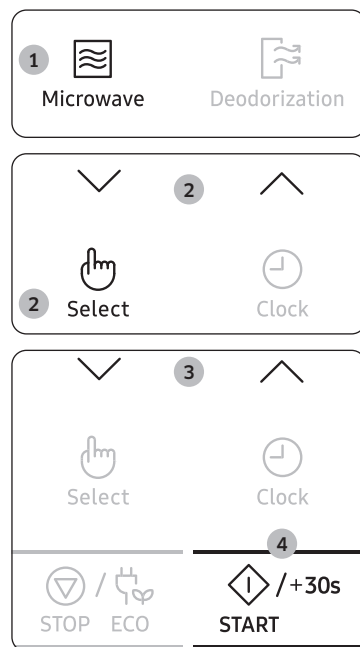 1
Microwave Deodorization
2
2 Select Clock
3
Select Clock
4
/ / +30s
STOP ECO START